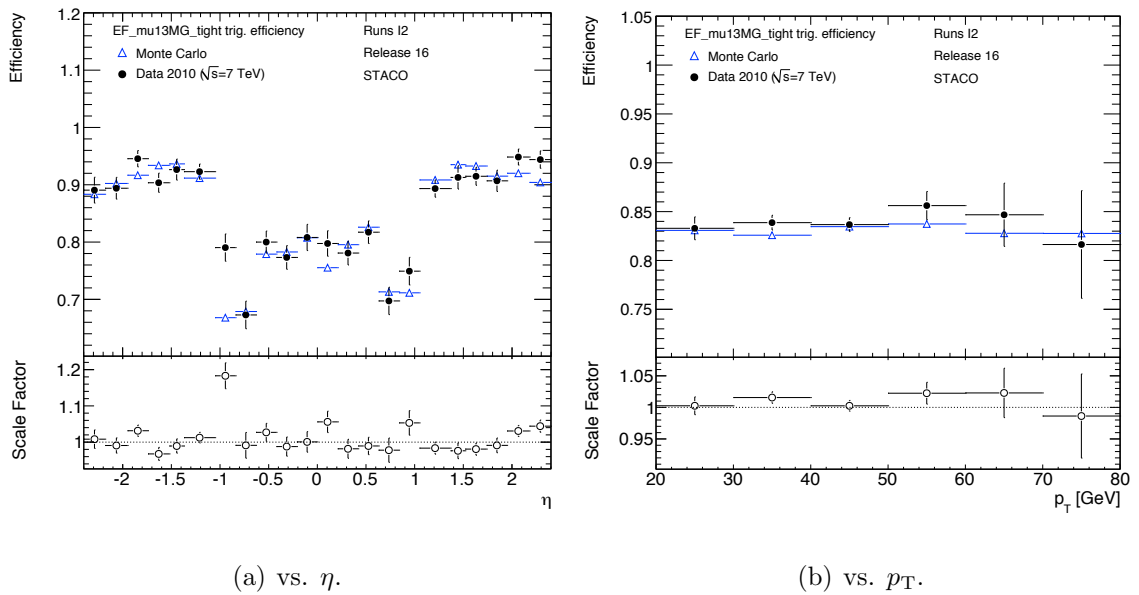 Efficiency
1.2
1.1
1
0.9
0.8
0.7
EF_mu13MG_tight trig. efficiency
Monte Carlo
Data 2010 (√s=7 TeV)
Runs I2
Release 16
STACO
Scale Factor
1.2
1.1
1
-2 -1.5 -1 -0.5 0 0.5 1 1.5 2
η
Efficiency
1.05
1
0.95
0.9
0.85
0.8
0.75
EF_mu13MG_tight trig. efficiency
Monte Carlo
Data 2010 (√s=7 TeV)
Runs I2
Release 16
STACO
Scale Factor
1.05
1
0.95
20 30 40 50 60 70 80
p_T [GeV]
(a) vs. η.
(b) vs. p_T.